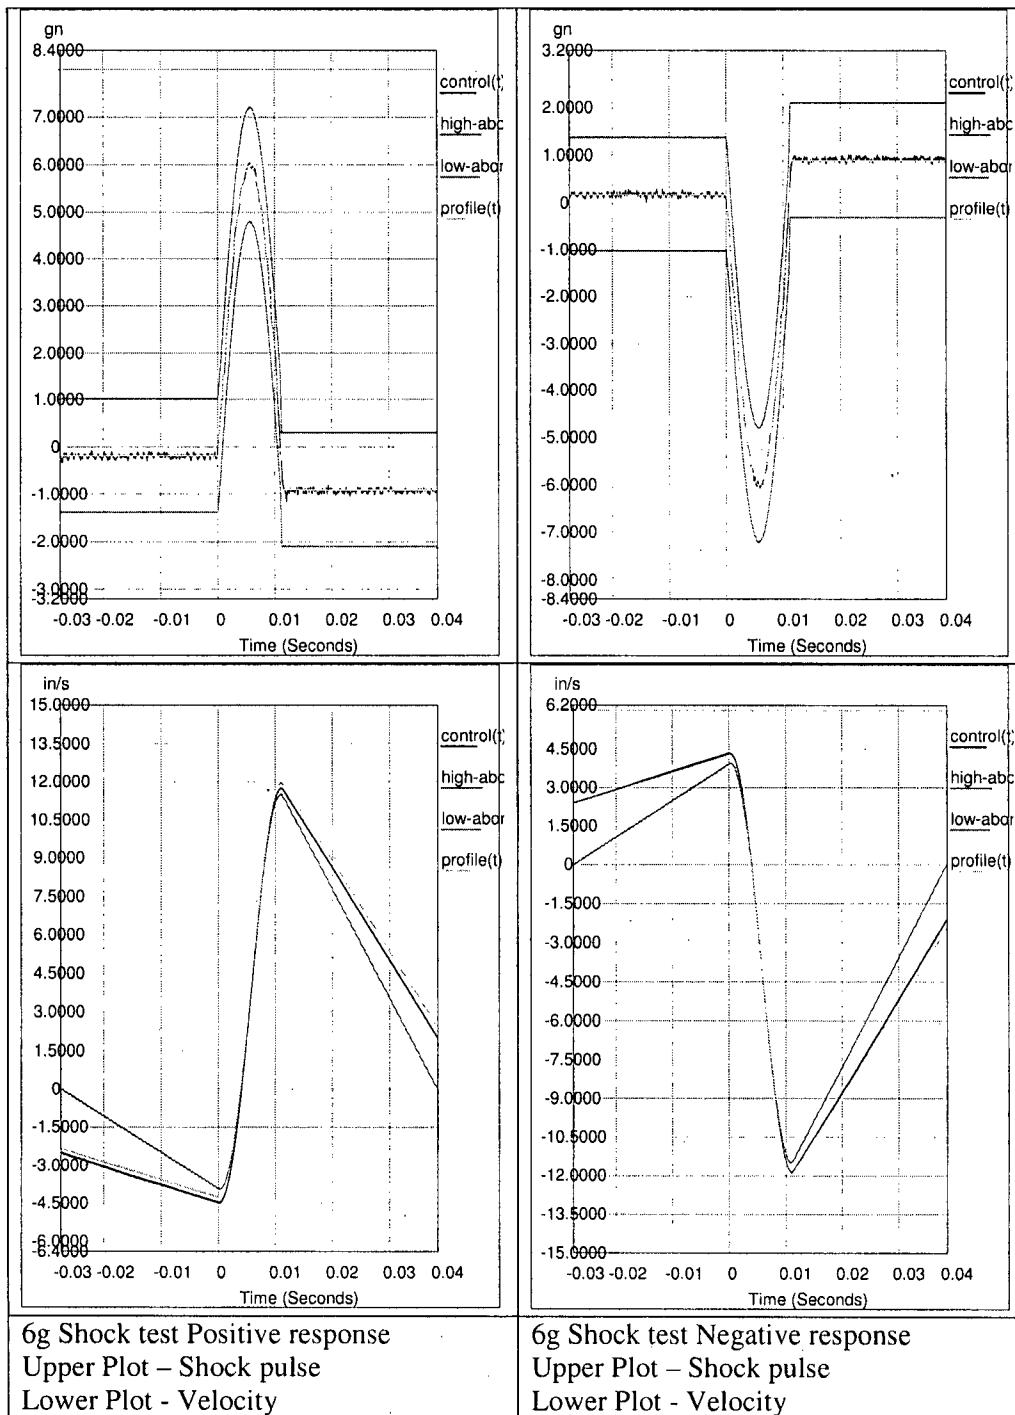 gn
8.4000
7.0000
6.0000
5.0000
4.0000
3.0000
2.0000
1.0000
0
-1.0000
-2.0000
-3.0000
-3.2000
-0.03 -0.02 -0.01 0 0.01 0.02 0.03 0.04
Time (Seconds)
control(t)
high-abo
low-abor
profile(t)
gn
3.2000
2.0000
1.0000
0
-1.0000
-2.0000
-3.0000
-4.0000
-5.0000
-6.0000
-7.0000
-8.0000
-8.4000
-0.03 -0.02 -0.01 0 0.01 0.02 0.03 0.04
Time (Seconds)
control(t)
high-abo
low-abor
profile(t)
in/s
15.0000
13.5000
12.0000
10.5000
9.0000
7.5000
6.0000
4.5000
3.0000
1.5000
0
-1.5000
-3.0000
-4.5000
-6.0000
-6.4000
-0.03 -0.02 -0.01 0 0.01 0.02 0.03 0.04
Time (Seconds)
control(t)
high-abo
low-abor
profile(t)
in/s
6.2000
4.5000
3.0000
1.5000
0
-1.5000
-3.0000
-4.5000
-6.0000
-7.5000
-9.0000
-10.5000
-12.0000
-13.5000
-15.0000
-0.03 -0.02 -0.01 0 0.01 0.02 0.03 0.04
Time (Seconds)
control(t)
high-abo
low-abor
profile(t)
6g Shock test Positive response
Upper Plot – Shock pulse
Lower Plot - Velocity
6g Shock test Negative response
Upper Plot – Shock pulse
Lower Plot - Velocity